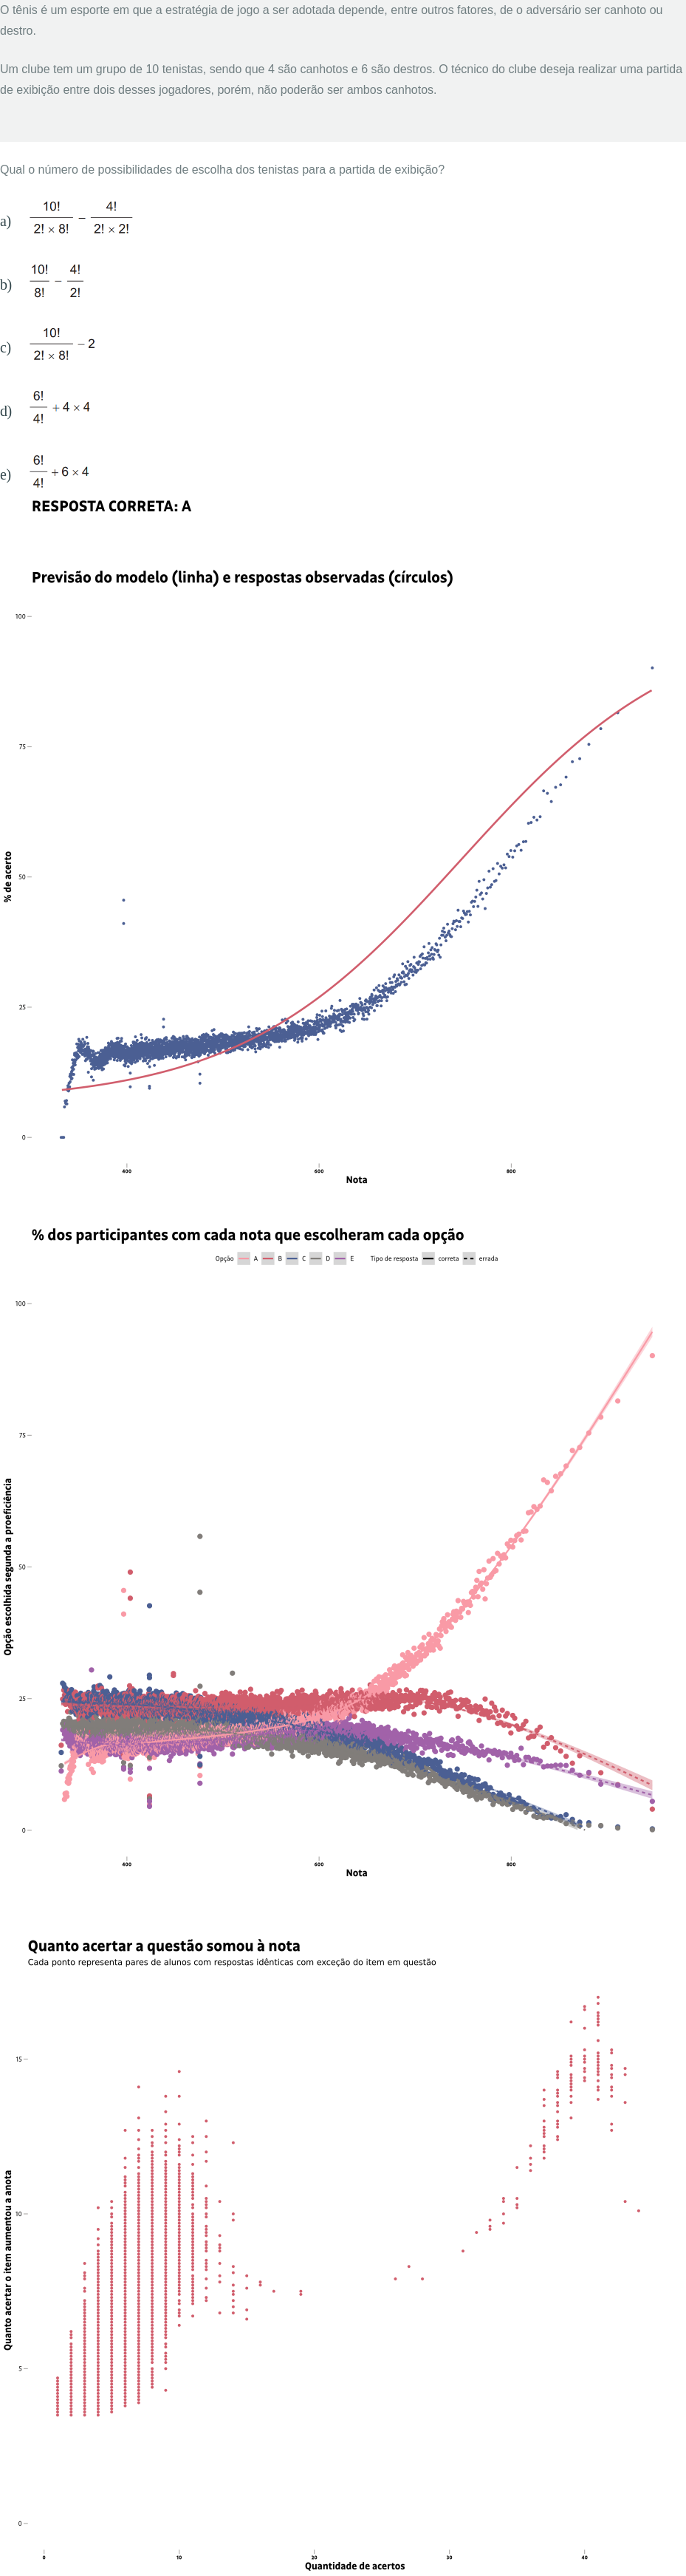 O tênis é um esporte em que a estratégia de jogo a ser adotada depende, entre outros fatores, de o adversário ser canhoto ou
destro.
Um clube tem um grupo de 10 tenistas, sendo que 4 são canhotos e 6 são destros. O técnico do clube deseja realizar uma partida
de exibição entre dois desses jogadores, porém, não poderão ser ambos canhotos.
Qual o número de possibilidades de escolha dos tenistas para a partida de exibição?
a) 10!/(2! × 8!) − 4!/(2! × 2!)
b) 10!/8! − 4!/2!
c) 10!/(2! × 8!) − 2
d) 6!/4! + 4 × 4
e) 6!/4! + 6 × 4
RESPOSTA CORRETA: A
Previsão do modelo (linha) e respostas observadas (círculos)
100
75
50
25
0
% de acerto
400 600 800
Nota
% dos participantes com cada nota que escolheram cada opção
Opção A B C D E Tipo de resposta correta errada
100
75
50
25
0
Opção escolhida segunda a proeficiência
400 600 800
Nota
Quanto acertar a questão somou à nota
Cada ponto representa pares de alunos com respostas idênticas com exceção do item em questão
15
10
5
0
Quanto acertar o item aumentou a anota
0 10 20 30 40
Quantidade de acertos